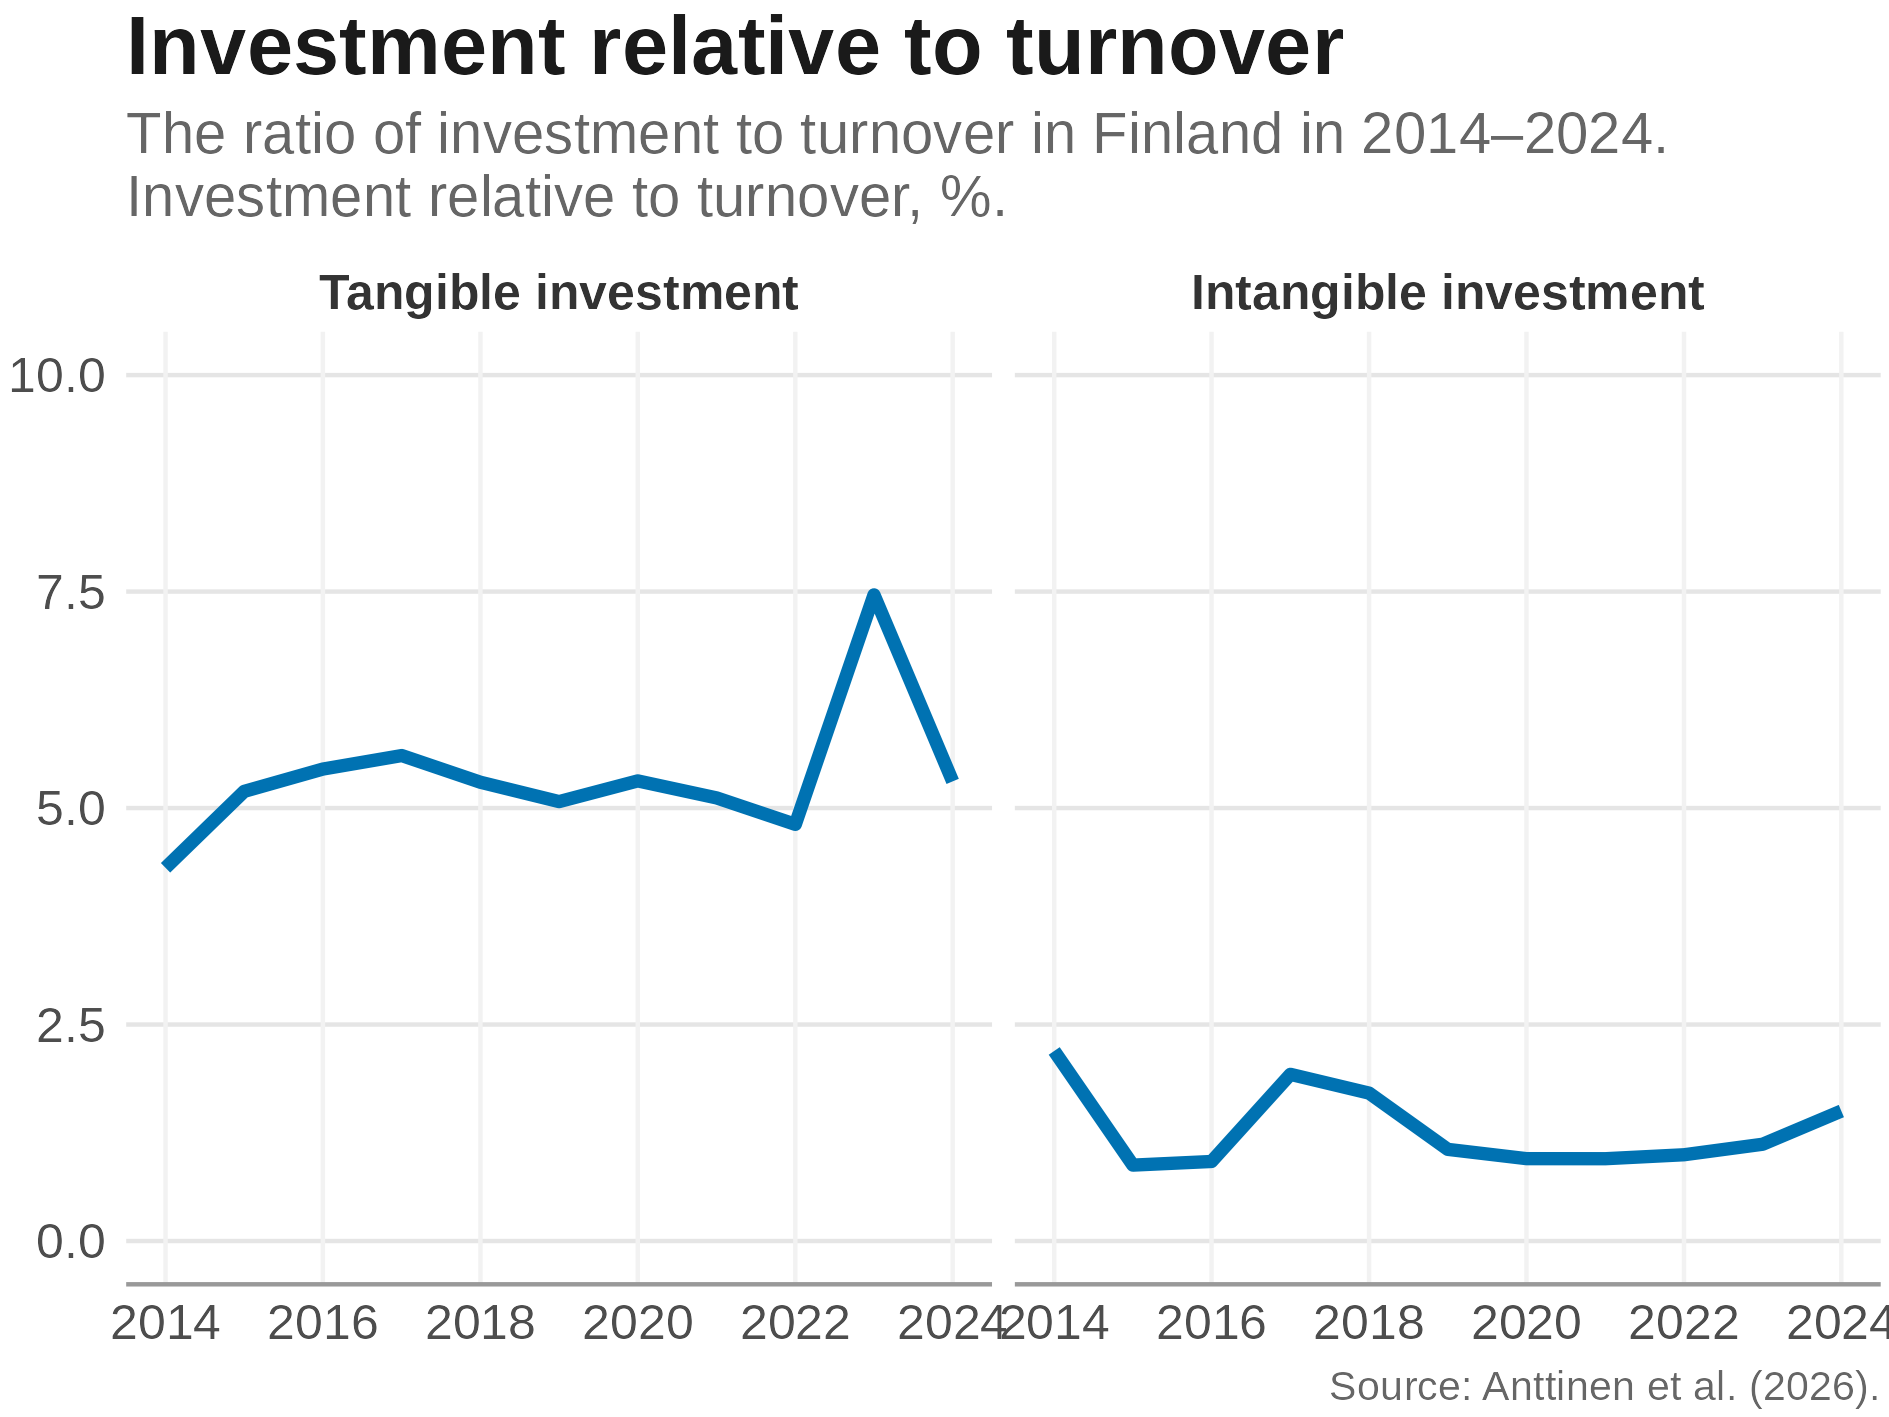 Investment relative to turnover
The ratio of investment to turnover in Finland in 2014–2024.
Investment relative to turnover, %.
Tangible investment
Intangible investment
10.0
7.5
5.0
2.5
0.0
2014 2016 2018 2020 2022 2024 2014 2016 2018 2020 2022 2024
Source: Anttinen et al. (2026).